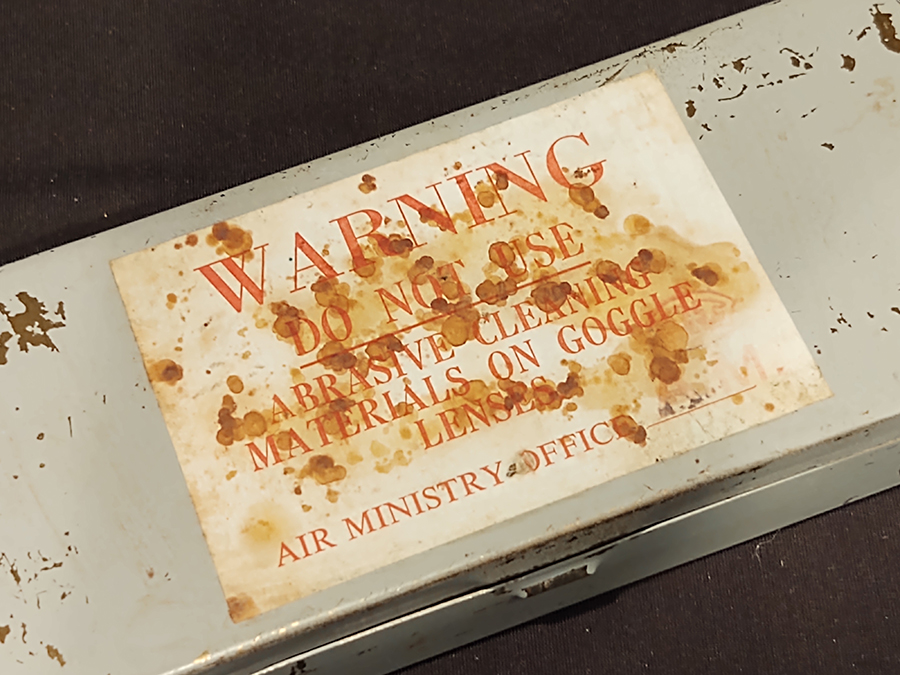 WARNING
DO NOT USE
ABRASIVE CLEANING
MATERIALS ON GOGGLE
LENSES.
AIR MINISTRY OFFICE